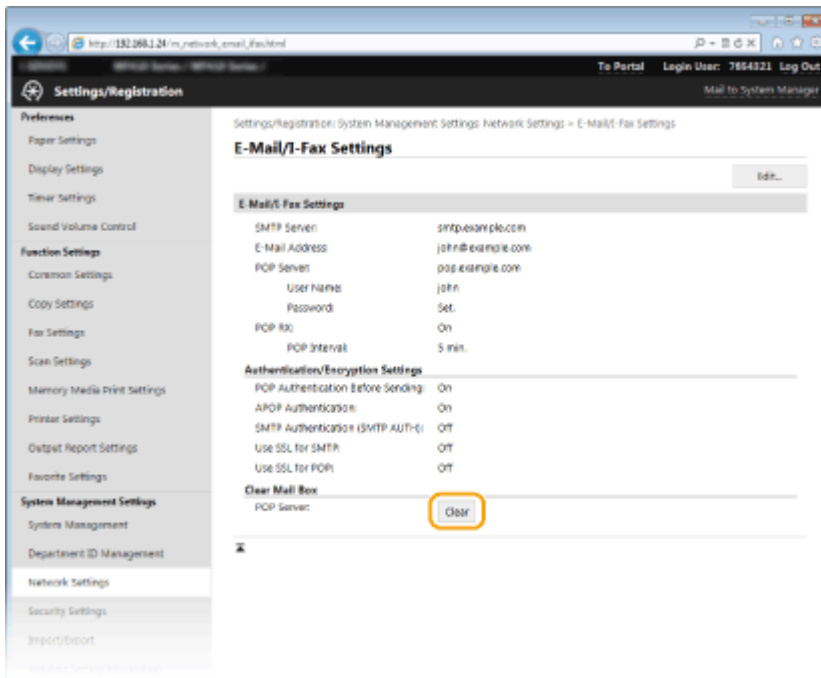 http://192.168.1.24/m_network_email_ifax.html
To Portal Login User: 7654321 Log Out
Settings/Registration Mail to System Manager
Preferences
Paper Settings
Display Settings
Timer Settings
Sound Volume Control
Function Settings
Common Settings
Copy Settings
Fax Settings
Scan Settings
Memory Media Print Settings
Printer Settings
Output Report Settings
Favorite Settings
System Management Settings
System Management
Department ID Management
Network Settings
Security Settings
Import/Export
Settings/Registration: System Management Settings: Network Settings > E-Mail/I-Fax Settings
E-Mail/I-Fax Settings
Edit...
E-Mail/I-Fax Settings
SMTP Server: smtp.example.com
E-Mail Address: john@example.com
POP Server: pop.example.com
User Name: john
Password: Set.
POP RX: On
POP Interval: 5 min.
Authentication/Encryption Settings
POP Authentication Before Sending: On
APOP Authentication: On
SMTP Authentication (SMTP AUTH): Off
Use SSL for SMTP: Off
Use SSL for POP: Off
Clear Mail Box
POP Server: Clear